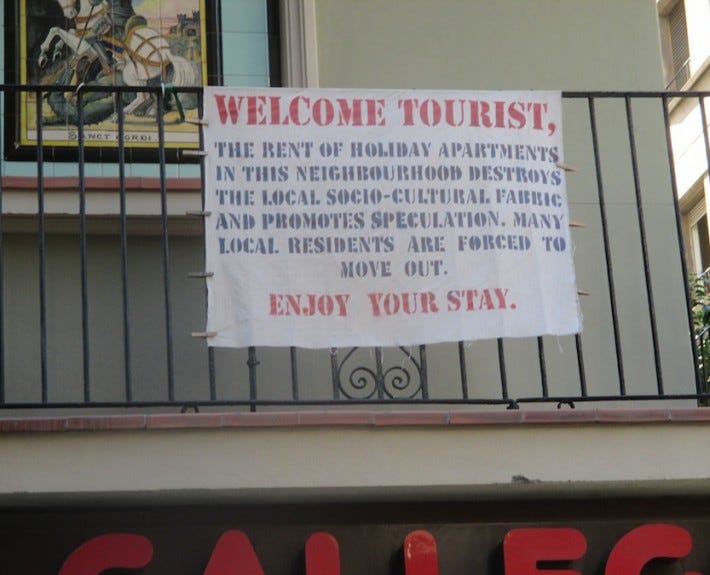 SANCT JORDI
WELCOME TOURIST,
THE RENT OF HOLIDAY APARTMENTS
IN THIS NEIGHBOURHOOD DESTROYS
THE LOCAL SOCIO-CULTURAL FABRIC
AND PROMOTES SPECULATION. MANY
LOCAL RESIDENTS ARE FORCED TO
MOVE OUT.
ENJOY YOUR STAY.